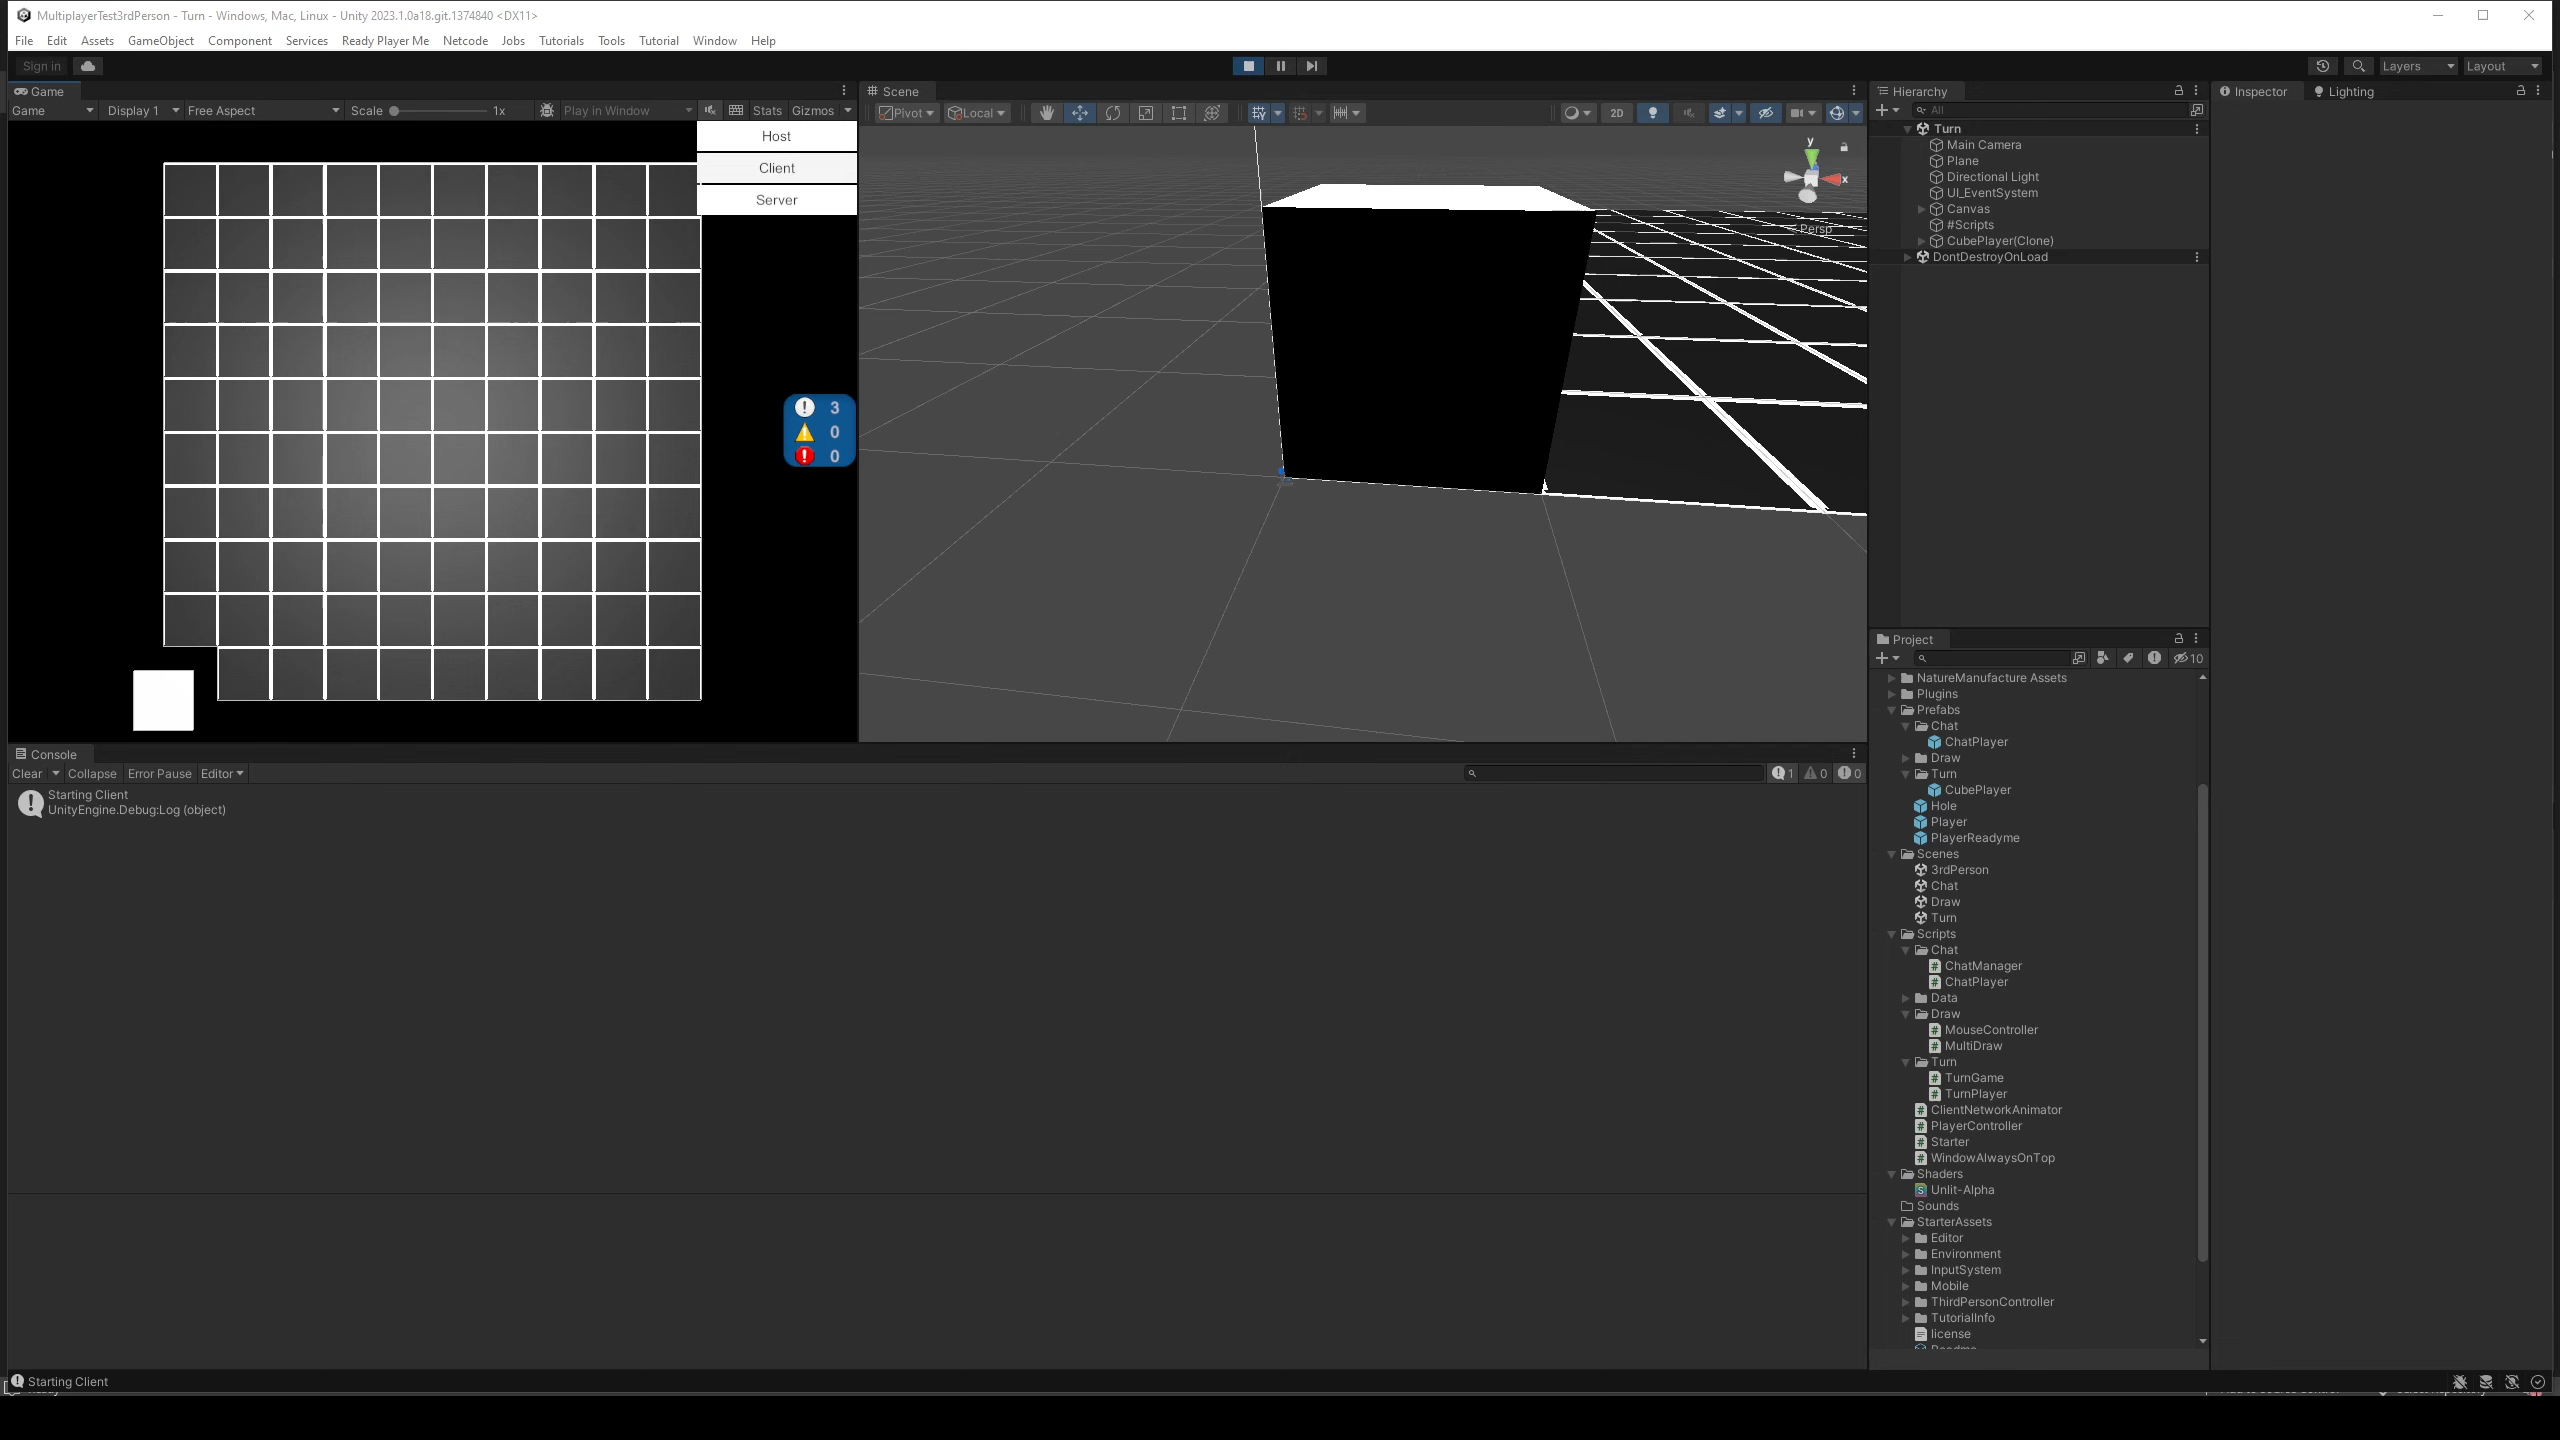 MultiplayerTest3rdPerson - Turn - Windows, Mac, Linux - Unity 2023.1.0a18.git.1374840 <DX11>
File Edit Assets GameObject Component Services Ready Player Me Netcode Jobs Tutorials Tools Tutorial Window Help
Sign in Layers Layout
Game Scene Hierarchy Inspector Lighting
Game Display 1 Free Aspect Scale 1x Play in Window Stats Gizmos Pivot Local 2D All
Host
Client
Server
3
0
0
y
x
Persp
Turn
Main Camera
Plane
Directional Light
UI_EventSystem
Canvas
#Scripts
CubePlayer(Clone)
DontDestroyOnLoad
Project
10
NatureManufacture Assets
Plugins
Prefabs
Chat
ChatPlayer
Draw
Turn
CubePlayer
Hole
Player
PlayerReadyme
Scenes
3rdPerson
Chat
Draw
Turn
Scripts
Chat
ChatManager
ChatPlayer
Data
Draw
MouseController
MultiDraw
Turn
TurnGame
TurnPlayer
ClientNetworkAnimator
PlayerController
Starter
WindowAlwaysOnTop
Shaders
Unlit-Alpha
Sounds
StarterAssets
Editor
Environment
InputSystem
Mobile
ThirdPersonController
TutorialInfo
license
Console
Clear Collapse Error Pause Editor 1 0 0
Starting Client
UnityEngine.Debug:Log (object)
Starting Client